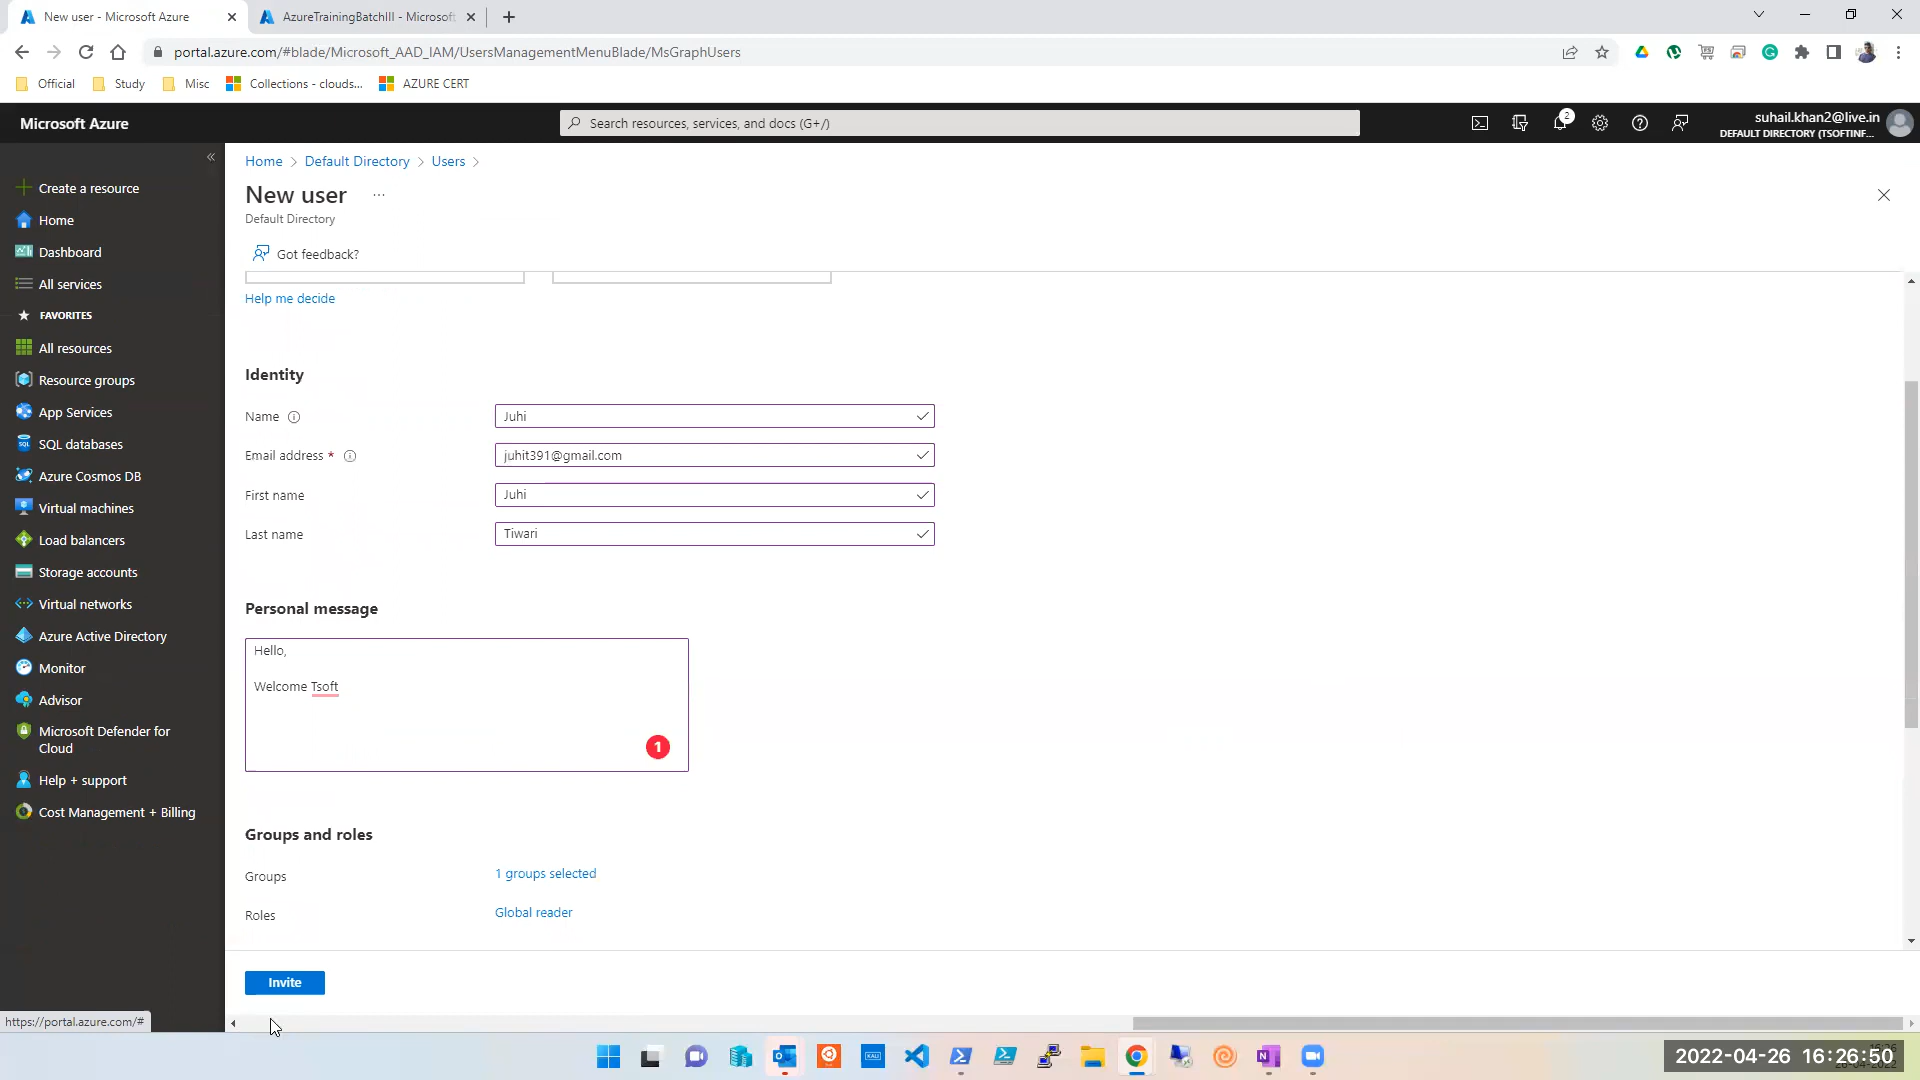 New user - Microsoft Azure
AzureTrainingBatchIII - Microsoft
portal.azure.com/#blade/Microsoft_AAD_IAM/UsersManagementMenuBlade/MsGraphUsers
Official
Study
Misc
Collections - clouds...
AZURE CERT
Microsoft Azure
Search resources, services, and docs (G+/)
2
suhail.khan2@live.in
DEFAULT DIRECTORY (TSOFTINF...
Create a resource
Home
Dashboard
All services
FAVORITES
All resources
Resource groups
App Services
SQL databases
Azure Cosmos DB
Virtual machines
Load balancers
Storage accounts
Virtual networks
Azure Active Directory
Monitor
Advisor
Microsoft Defender for
Cloud
Help + support
Cost Management + Billing
https://portal.azure.com/#
Home > Default Directory > Users >
New user ...
Default Directory
Got feedback?
Help me decide
Identity
Name Juhi
Email address * juhit391@gmail.com
First name Juhi
Last name Tiwari
Personal message
Hello,
Welcome Tsoft
1
Groups and roles
Groups 1 groups selected
Roles Global reader
Invite
2022-04-26 16:26:50